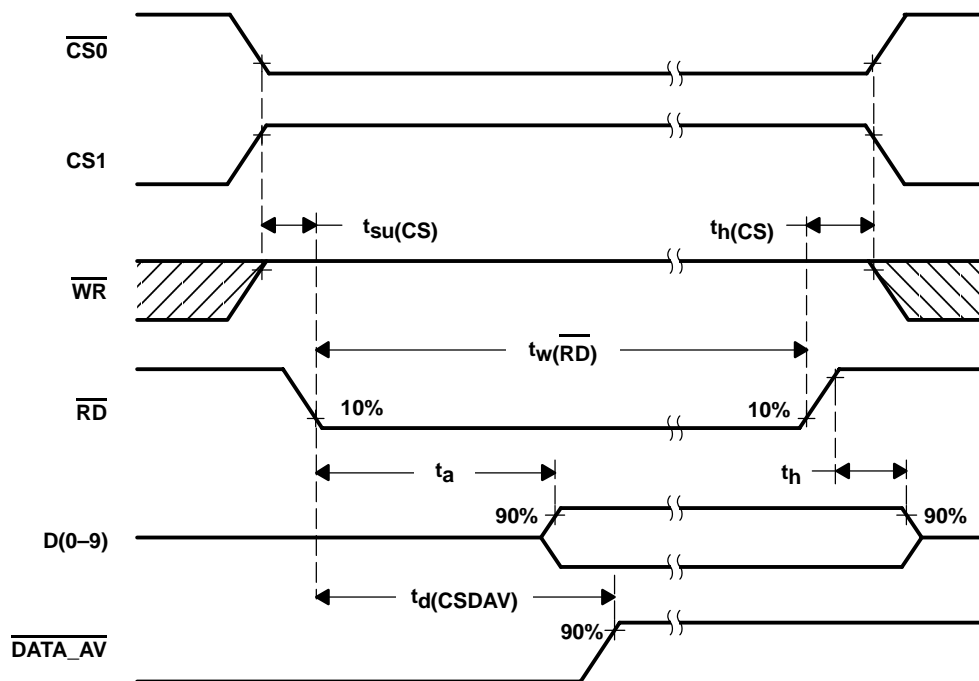 CS0
CS1
tsu(CS)
th(CS)
WR
tw(RD)
RD
10%
10%
ta
th
90%
90%
D(0–9)
td(CSDAV)
90%
DATA_AV